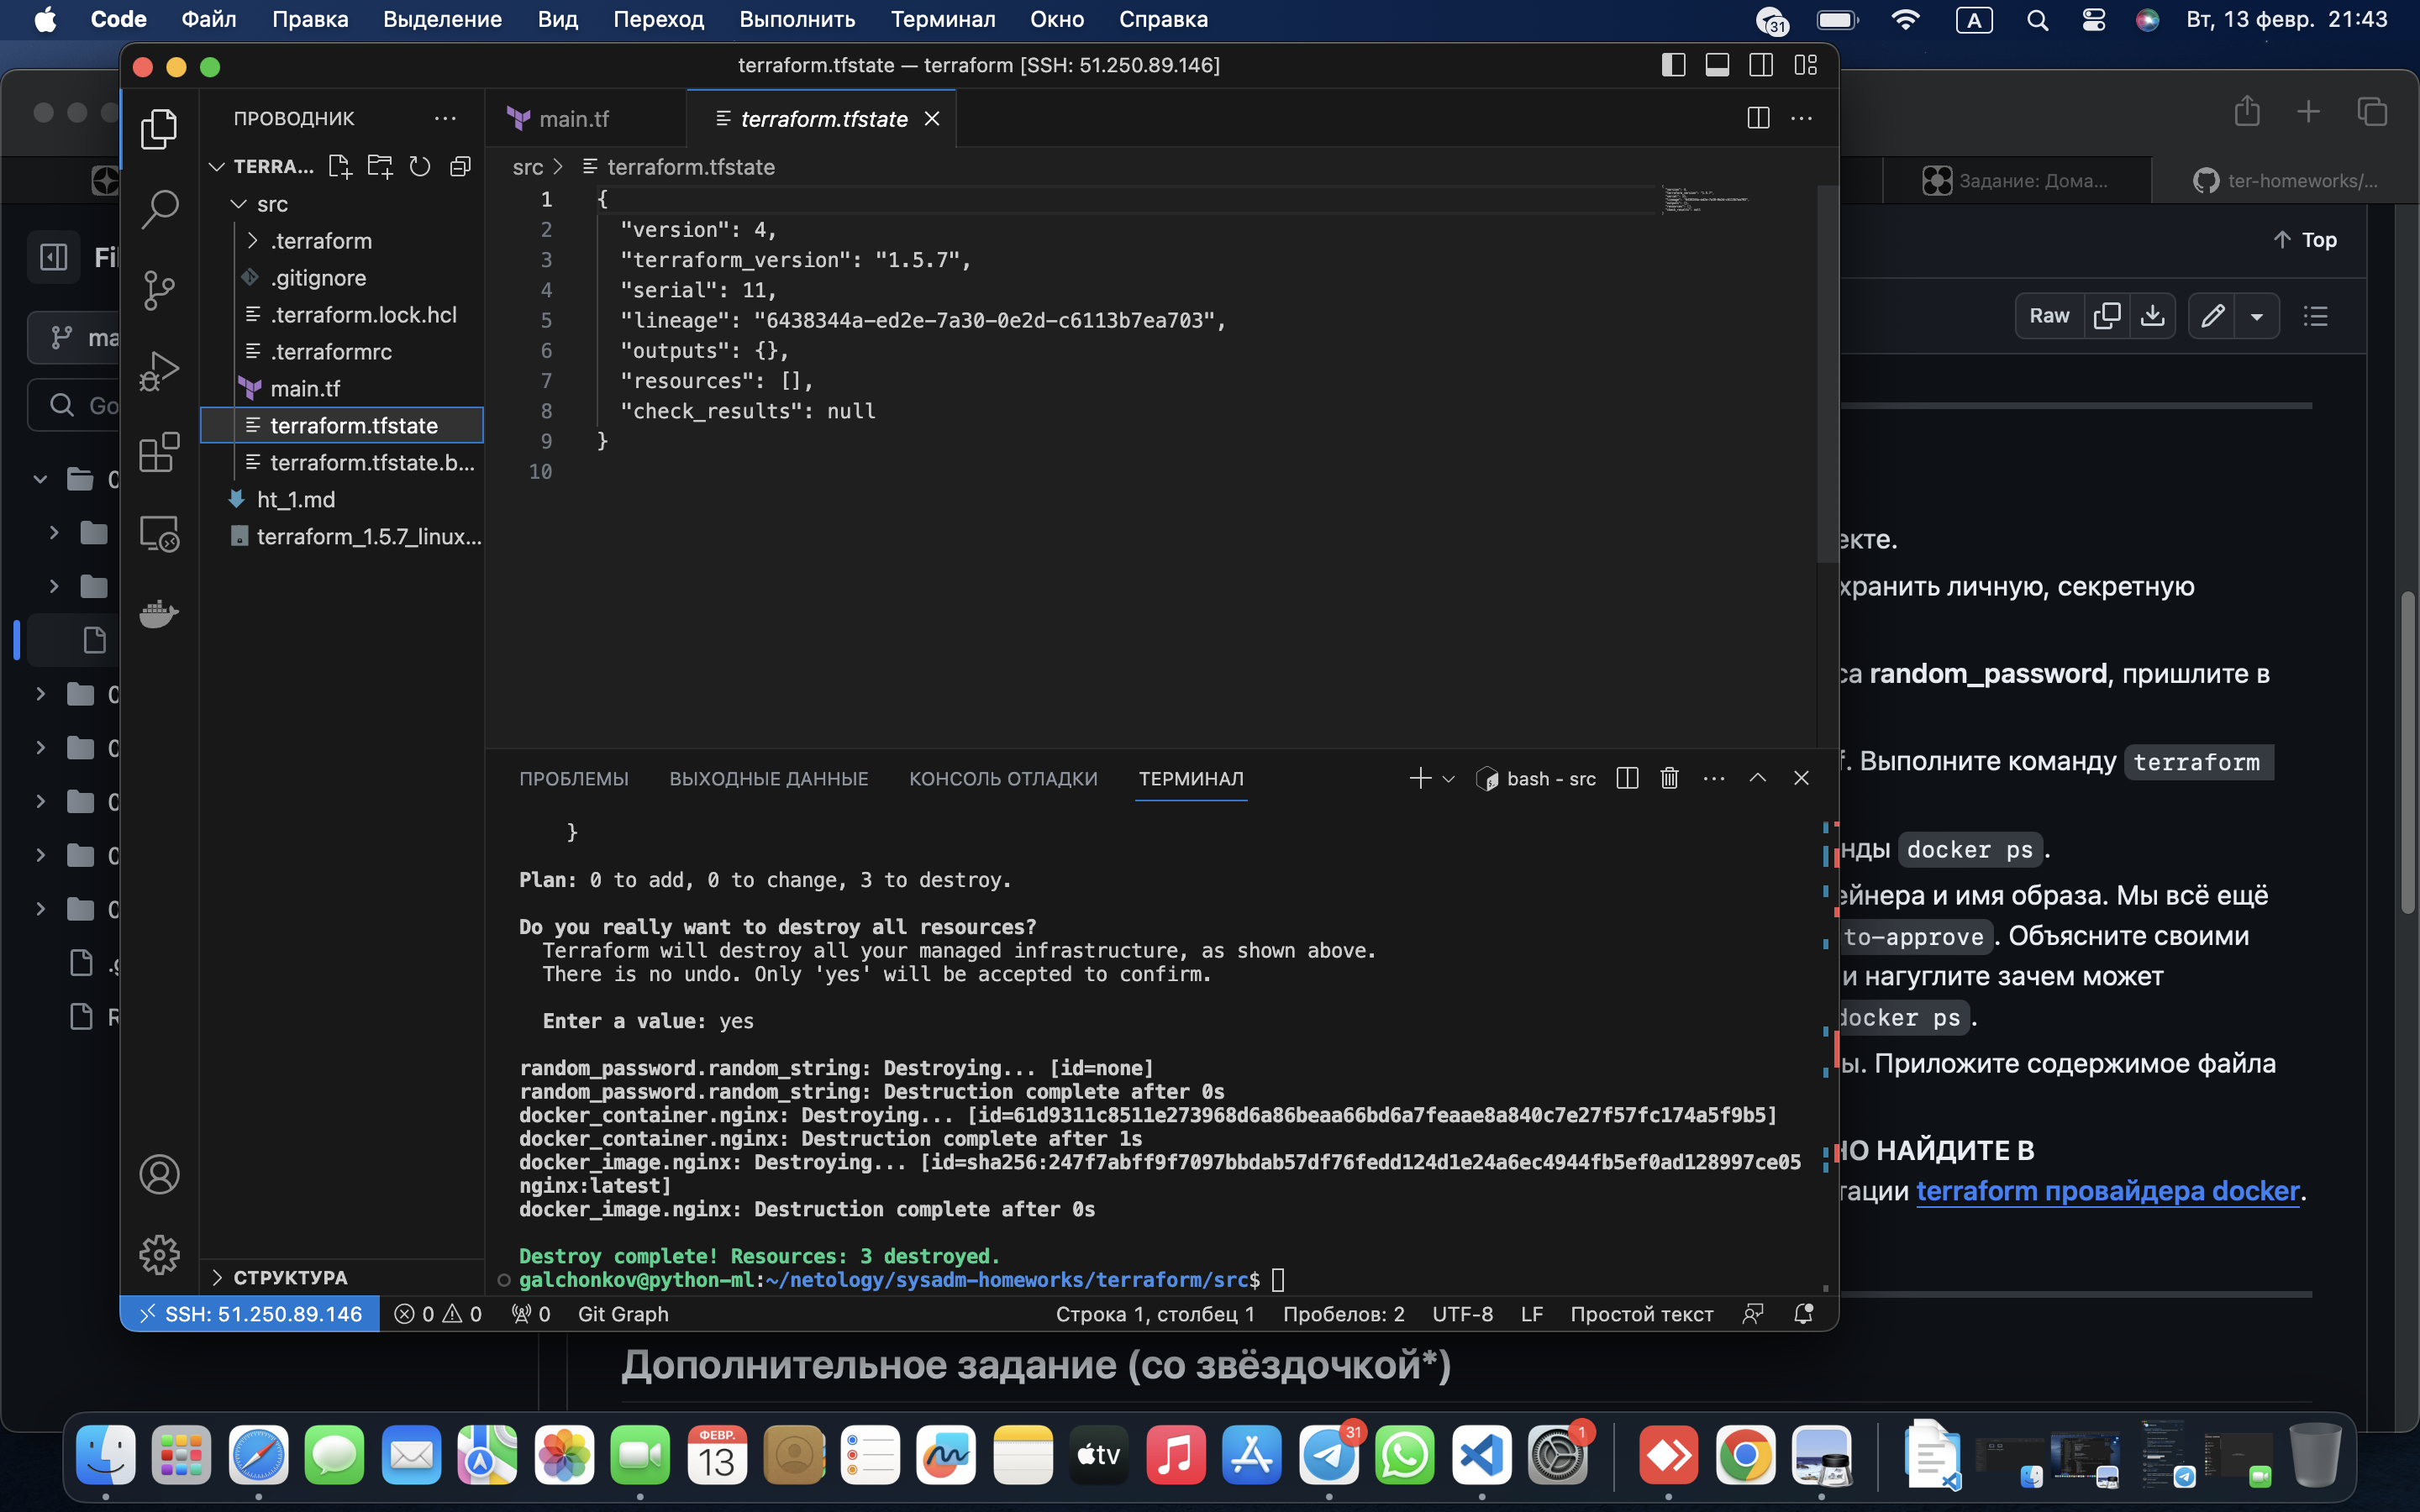 Code Файл Правка Выделение Вид Переход Выполнить Терминал Окно Справка 31 A Вт, 13 февр. 21:43
terraform.tfstate — terraform [SSH: 51.250.89.146]
ПРОВОДНИК
TERRA...
src
.terraform
.gitignore
.terraform.lock.hcl
.terraformrc
main.tf
terraform.tfstate
terraform.tfstate.b...
ht_1.md
terraform_1.5.7_linux...
СТРУКТУРА
main.tf terraform.tfstate
src > terraform.tfstate
1 {
2 "version": 4,
3 "terraform_version": "1.5.7",
4 "serial": 11,
5 "lineage": "6438344a-ed2e-7a30-0e2d-c6113b7ea703",
6 "outputs": {},
7 "resources": [],
8 "check_results": null
9 }
10
ПРОБЛЕМЫ ВЫХОДНЫЕ ДАННЫЕ КОНСОЛЬ ОТЛАДКИ ТЕРМИНАЛ bash - src
}
Plan: 0 to add, 0 to change, 3 to destroy.
Do you really want to destroy all resources?
Terraform will destroy all your managed infrastructure, as shown above.
There is no undo. Only 'yes' will be accepted to confirm.
Enter a value: yes
random_password.random_string: Destroying... [id=none]
random_password.random_string: Destruction complete after 0s
docker_container.nginx: Destroying... [id=61d9311c8511e273968d6a86beaa66bd6a7feaae8a840c7e27f57fc174a5f9b5]
docker_container.nginx: Destruction complete after 1s
docker_image.nginx: Destroying... [id=sha256:247f7abff9f7097bbdab57df76fedd124d1e24a6ec4944fb5ef0ad128997ce05
nginx:latest]
docker_image.nginx: Destruction complete after 0s
Destroy complete! Resources: 3 destroyed.
galchonkov@python-ml:~/netology/sysadm-homeworks/terraform/src$
SSH: 51.250.89.146 0 0 0 Git Graph Строка 1, столбец 1 Пробелов: 2 UTF-8 LF Простой текст
Задание: Дома... ter-homeworks/...
Top
Raw
Fi
ma
Go
екте.
хранить личную, секретную
са random_password, пришлите в
f. Выполните команду terraform
нды docker ps.
ейнера и имя образа. Мы всё ещё
to-approve. Объясните своими
и нагуглите зачем может
docker ps.
ы. Приложите содержимое файла
НО НАЙДИТЕ В
тации terraform провайдера docker.
Дополнительное задание (со звёздочкой*)
ФЕВР.
13
tv
31
1